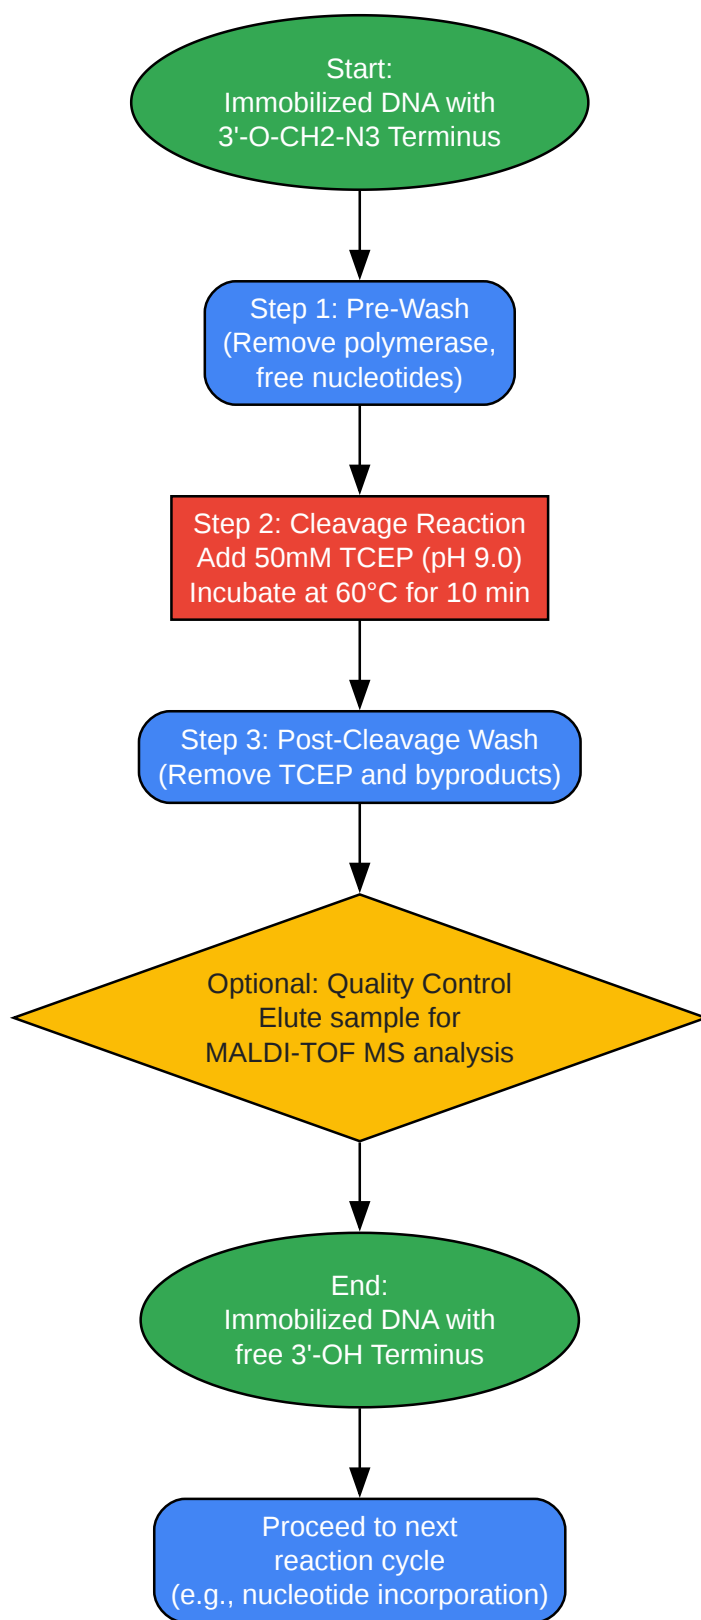 Start:
Immobilized DNA with
3'-O-CH2-N3 Terminus
Step 1: Pre-Wash
(Remove polymerase,
free nucleotides)
Step 2: Cleavage Reaction
Add 50mM TCEP (pH 9.0)
Incubate at 60°C for 10 min
Step 3: Post-Cleavage Wash
(Remove TCEP and byproducts)
Optional: Quality Control
Elute sample for
MALDI-TOF MS analysis
End:
Immobilized DNA with
free 3'-OH Terminus
Proceed to next
reaction cycle
(e.g., nucleotide incorporation)